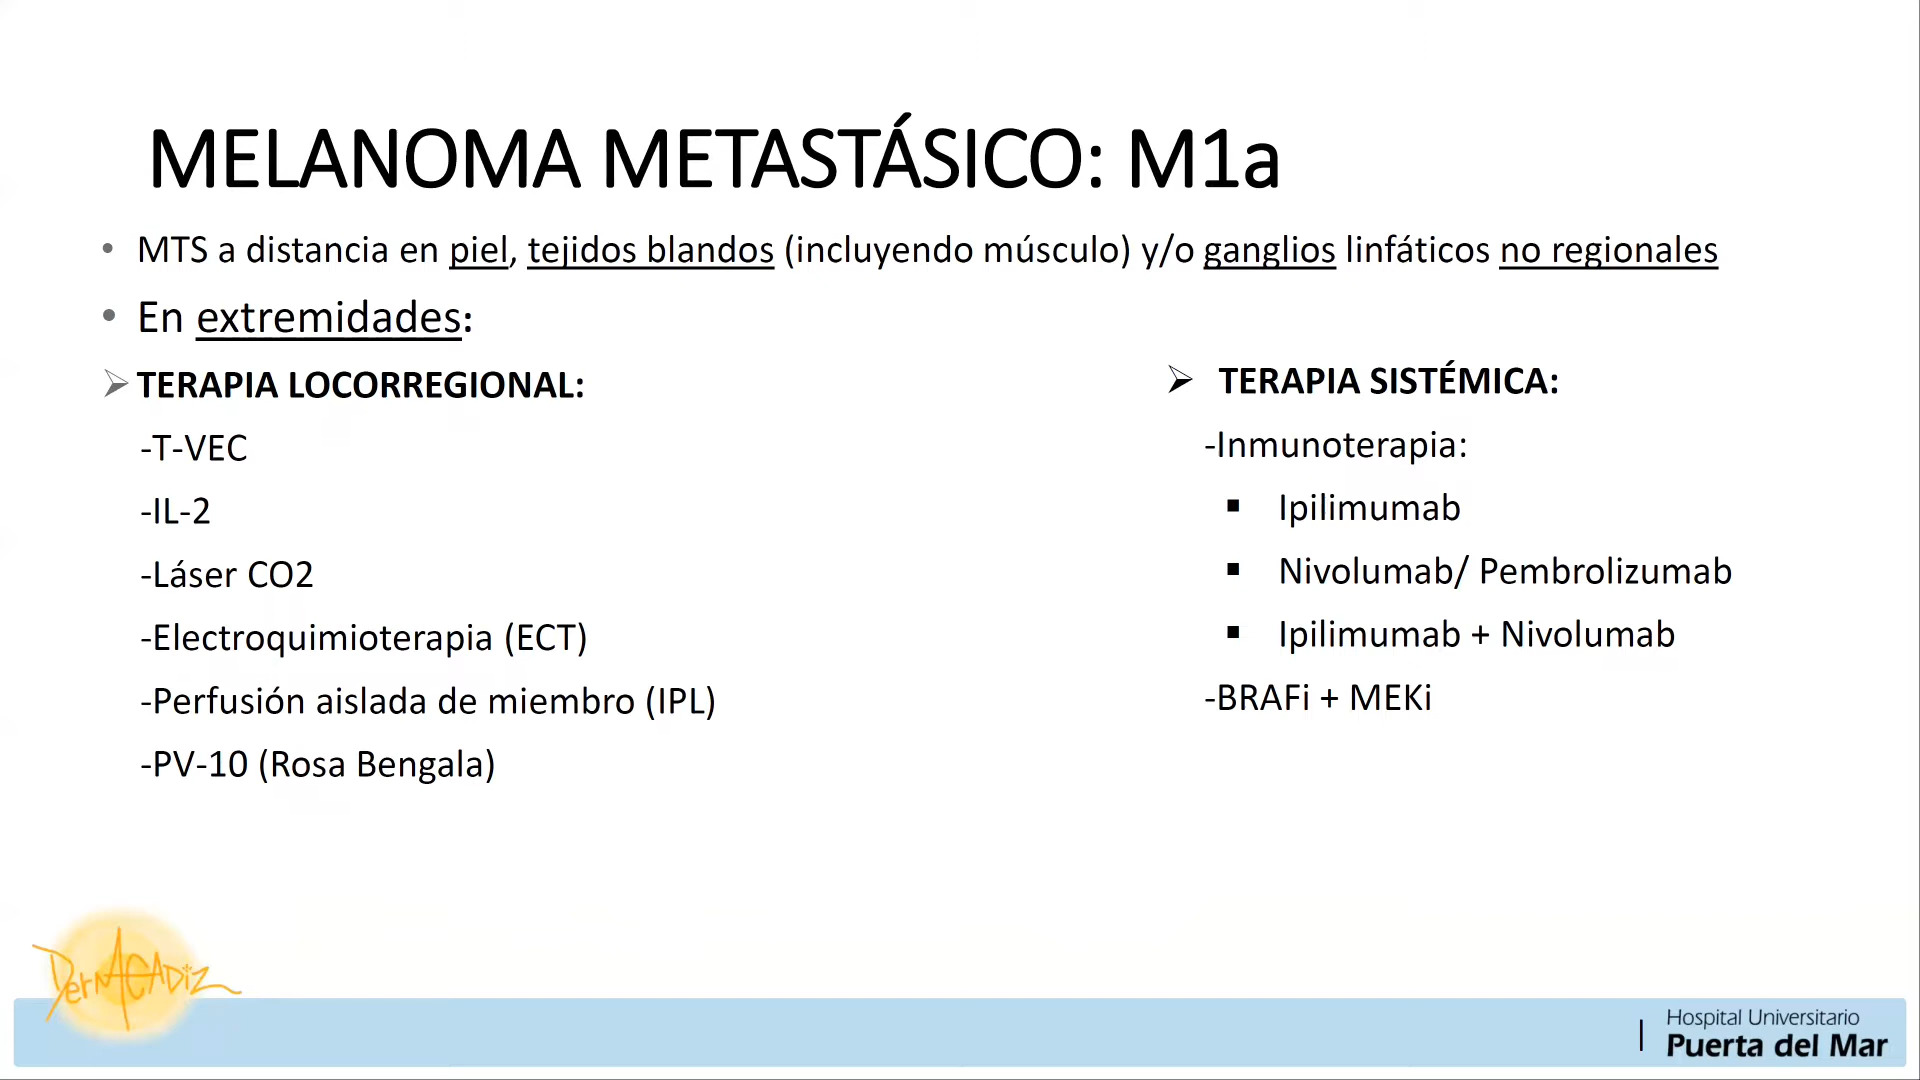 MELANOMA METASTÁSICO: M1a
• MTS a distancia en piel, tejidos blandos (incluyendo músculo) y/o ganglios linfáticos no regionales
• En extremidades:
➢ TERAPIA LOCORREGIONAL:
-T-VEC
-IL-2
-Láser CO2
-Electroquimioterapia (ECT)
-Perfusión aislada de miembro (IPL)
-PV-10 (Rosa Bengala)
➢ TERAPIA SISTÉMICA:
-Inmunoterapia:
▪ Ipilimumab
▪ Nivolumab/ Pembrolizumab
▪ Ipilimumab + Nivolumab
-BRAFi + MEKi
DermACADiz
Hospital Universitario
Puerta del Mar